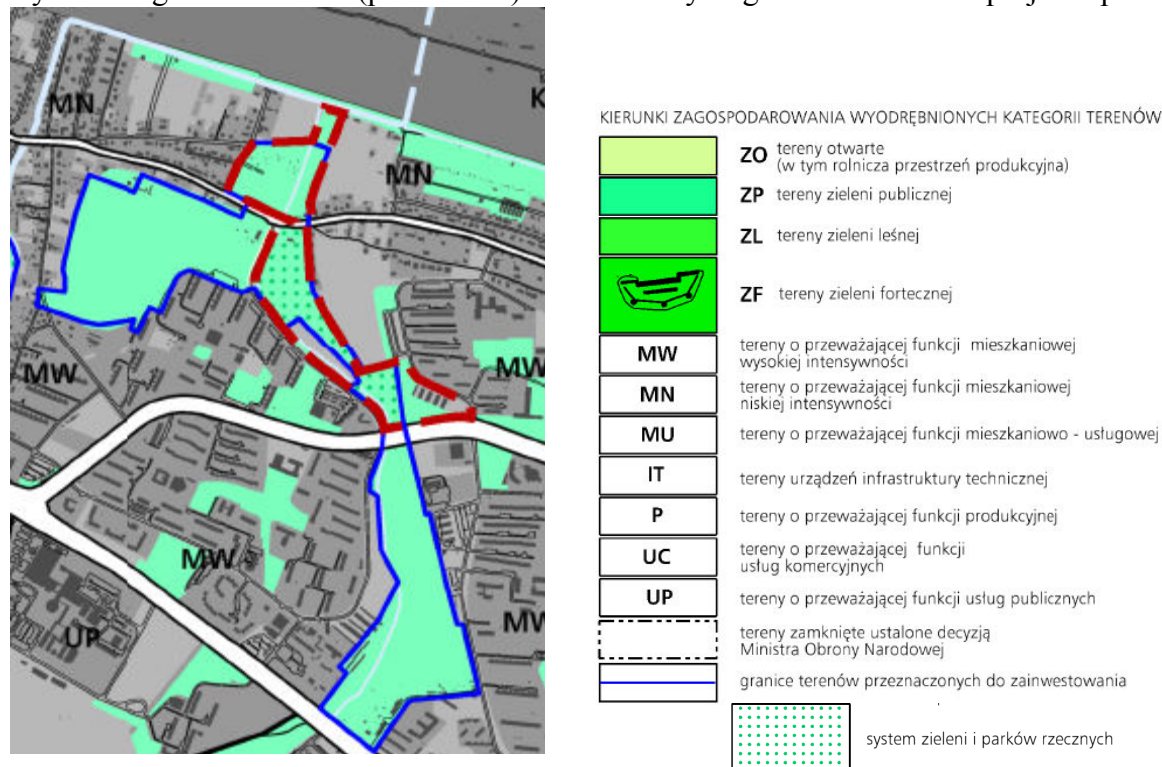 MN
K
MN
MW
MW
MW
UP
MW
KIERUNKI ZAGOSPODAROWANIA WYODRĘBNIONYCH KATEGORII TERENÓW
ZO tereny otwarte
(w tym rolnicza przestrzeń produkcyjna)
ZP tereny zieleni publicznej
ZL tereny zieleni leśnej
ZF tereny zieleni fortecznej
MW tereny o przeważającej funkcji mieszkaniowej
wysokiej intensywności
MN tereny o przeważającej funkcji mieszkaniowej
niskiej intensywności
MU tereny o przeważającej funkcji mieszkaniowo - usługowej
IT tereny urządzeń infrastruktury technicznej
P tereny o przeważającej funkcji produkcyjnej
UC tereny o przeważającej funkcji
usług komercyjnych
UP tereny o przeważającej funkcji usług publicznych
tereny zamknięte ustalone decyzją
Ministra Obrony Narodowej
granice terenów przeznaczonych do zainwestowania
system zieleni i parków rzecznych